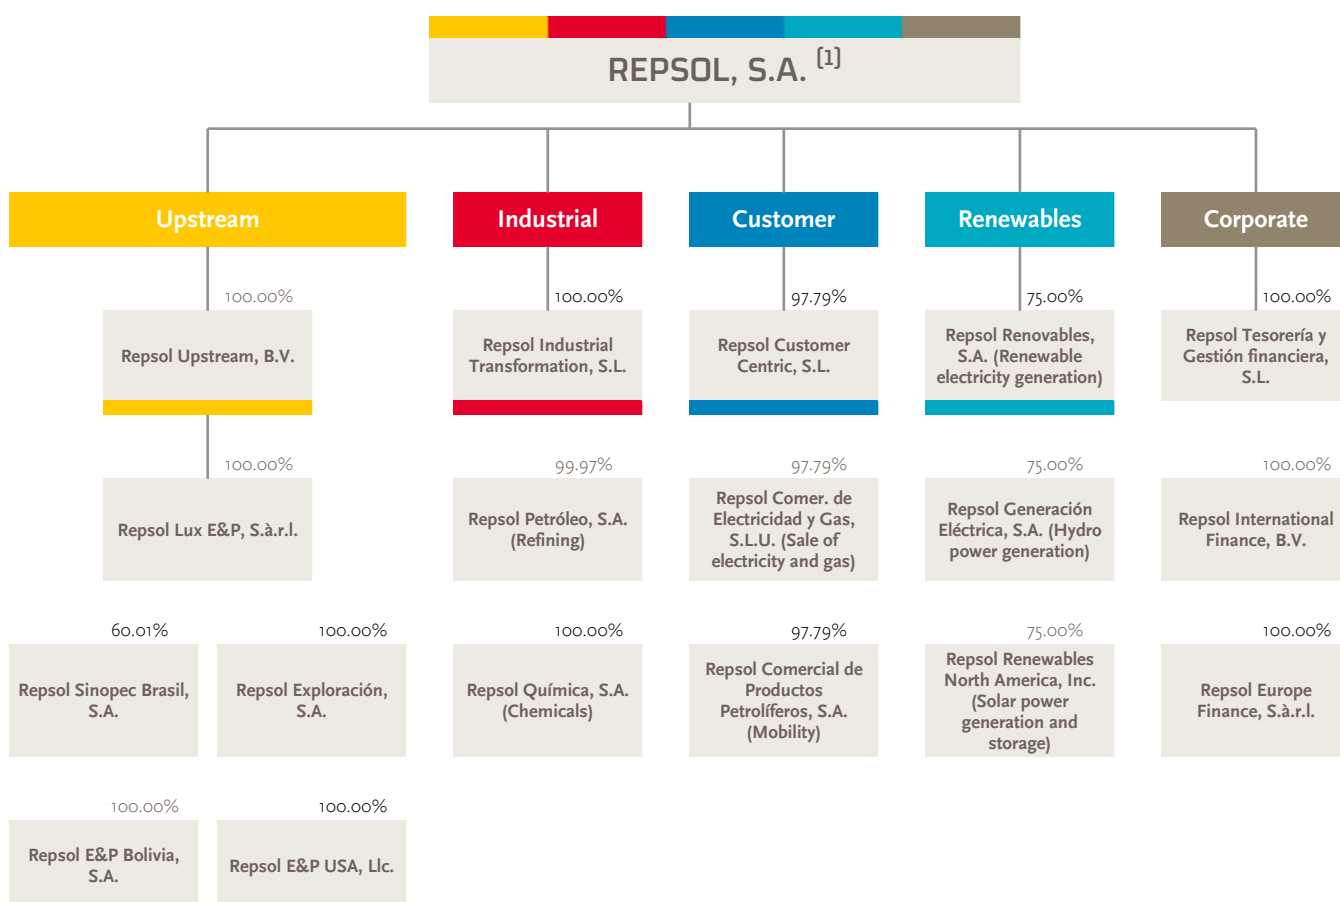 REPSOL, S.A. [1]
Upstream
Industrial
Customer
Renewables
Corporate
100.00%
100.00%
97.79%
75.00%
100.00%
Repsol Upstream, B.V.
Repsol Industrial
Transformation, S.L.
Repsol Customer
Centric, S.L.
Repsol Renovables,
S.A. (Renewable
electricity generation)
Repsol Tesorería y
Gestión financiera,
S.L.
100.00%
99.97%
97.79%
75.00%
100.00%
Repsol Lux E&P, S.à.r.l.
Repsol Petróleo, S.A.
(Refining)
Repsol Comer. de
Electricidad y Gas,
S.L.U. (Sale of
electricity and gas)
Repsol Generación
Eléctrica, S.A. (Hydro
power generation)
Repsol International
Finance, B.V.
60.01%
100.00%
100.00%
97.79%
75.00%
100.00%
Repsol Sinopec Brasil,
S.A.
Repsol Exploración,
S.A.
Repsol Química, S.A.
(Chemicals)
Repsol Comercial de
Productos
Petrolíferos, S.A.
(Mobility)
Repsol Renewables
North America, Inc.
(Solar power
generation and
storage)
Repsol Europe
Finance, S.à.r.l.
100.00%
100.00%
Repsol E&P Bolivia,
S.A.
Repsol E&P USA, Llc.